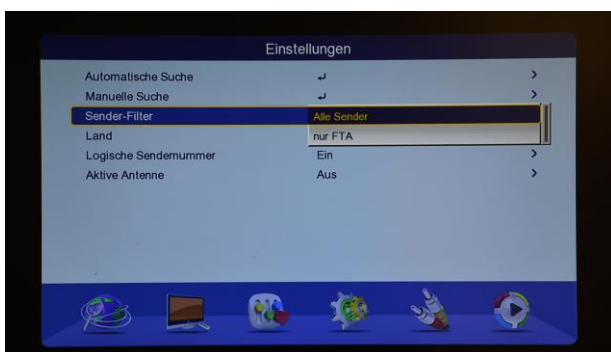 Einstellungen
Automatische Suche
Manuelle Suche
Sender-Filter Alle Sender
Land nur FTA
Logische Sendernummer Ein
Aktive Antenne Aus